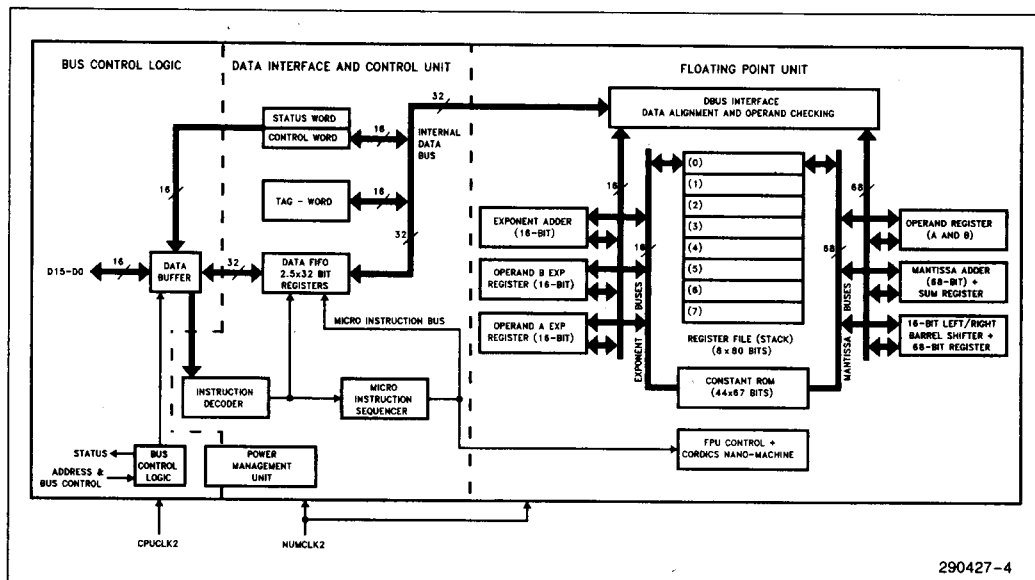 BUS CONTROL LOGIC
DATA INTERFACE AND CONTROL UNIT
FLOATING POINT UNIT
32
DBUS INTERFACE
DATA ALIGNMENT AND OPERAND CHECKING
STATUS WORD
CONTROL WORD
16
INTERNAL
DATA
BUS
16
TAG - WORD
16
32
D15-D0
16
DATA
BUFFER
32
DATA FIFO
2.5x32 BIT
REGISTERS
MICRO INSTRUCTION BUS
INSTRUCTION
DECODER
MICRO
INSTRUCTION
SEQUENCER
STATUS
ADDRESS &
BUS CONTROL
BUS
CONTROL
LOGIC
POWER
MANAGEMENT
UNIT
CPUCLK2
NUMCLK2
16
EXPONENT ADDER
(16-BIT)
OPERAND B EXP
REGISTER (16-BIT)
OPERAND A EXP
REGISTER (16-BIT)
16
EXPONENT BUSES
(0)
(1)
(2)
(3)
(4)
(5)
(6)
(7)
REGISTER FILE (STACK)
(8x80 BITS)
CONSTANT ROM
(44x67 BITS)
FPU CONTROL +
CORDICS NANO-MACHINE
68
MANTISSA BUSES
68
OPERAND REGISTER
(A AND B)
MANTISSA ADDER
(68-BIT) +
SUM REGISTER
16-BIT LEFT/RIGHT
BARREL SHIFTER +
68-BIT REGISTER
290427-4